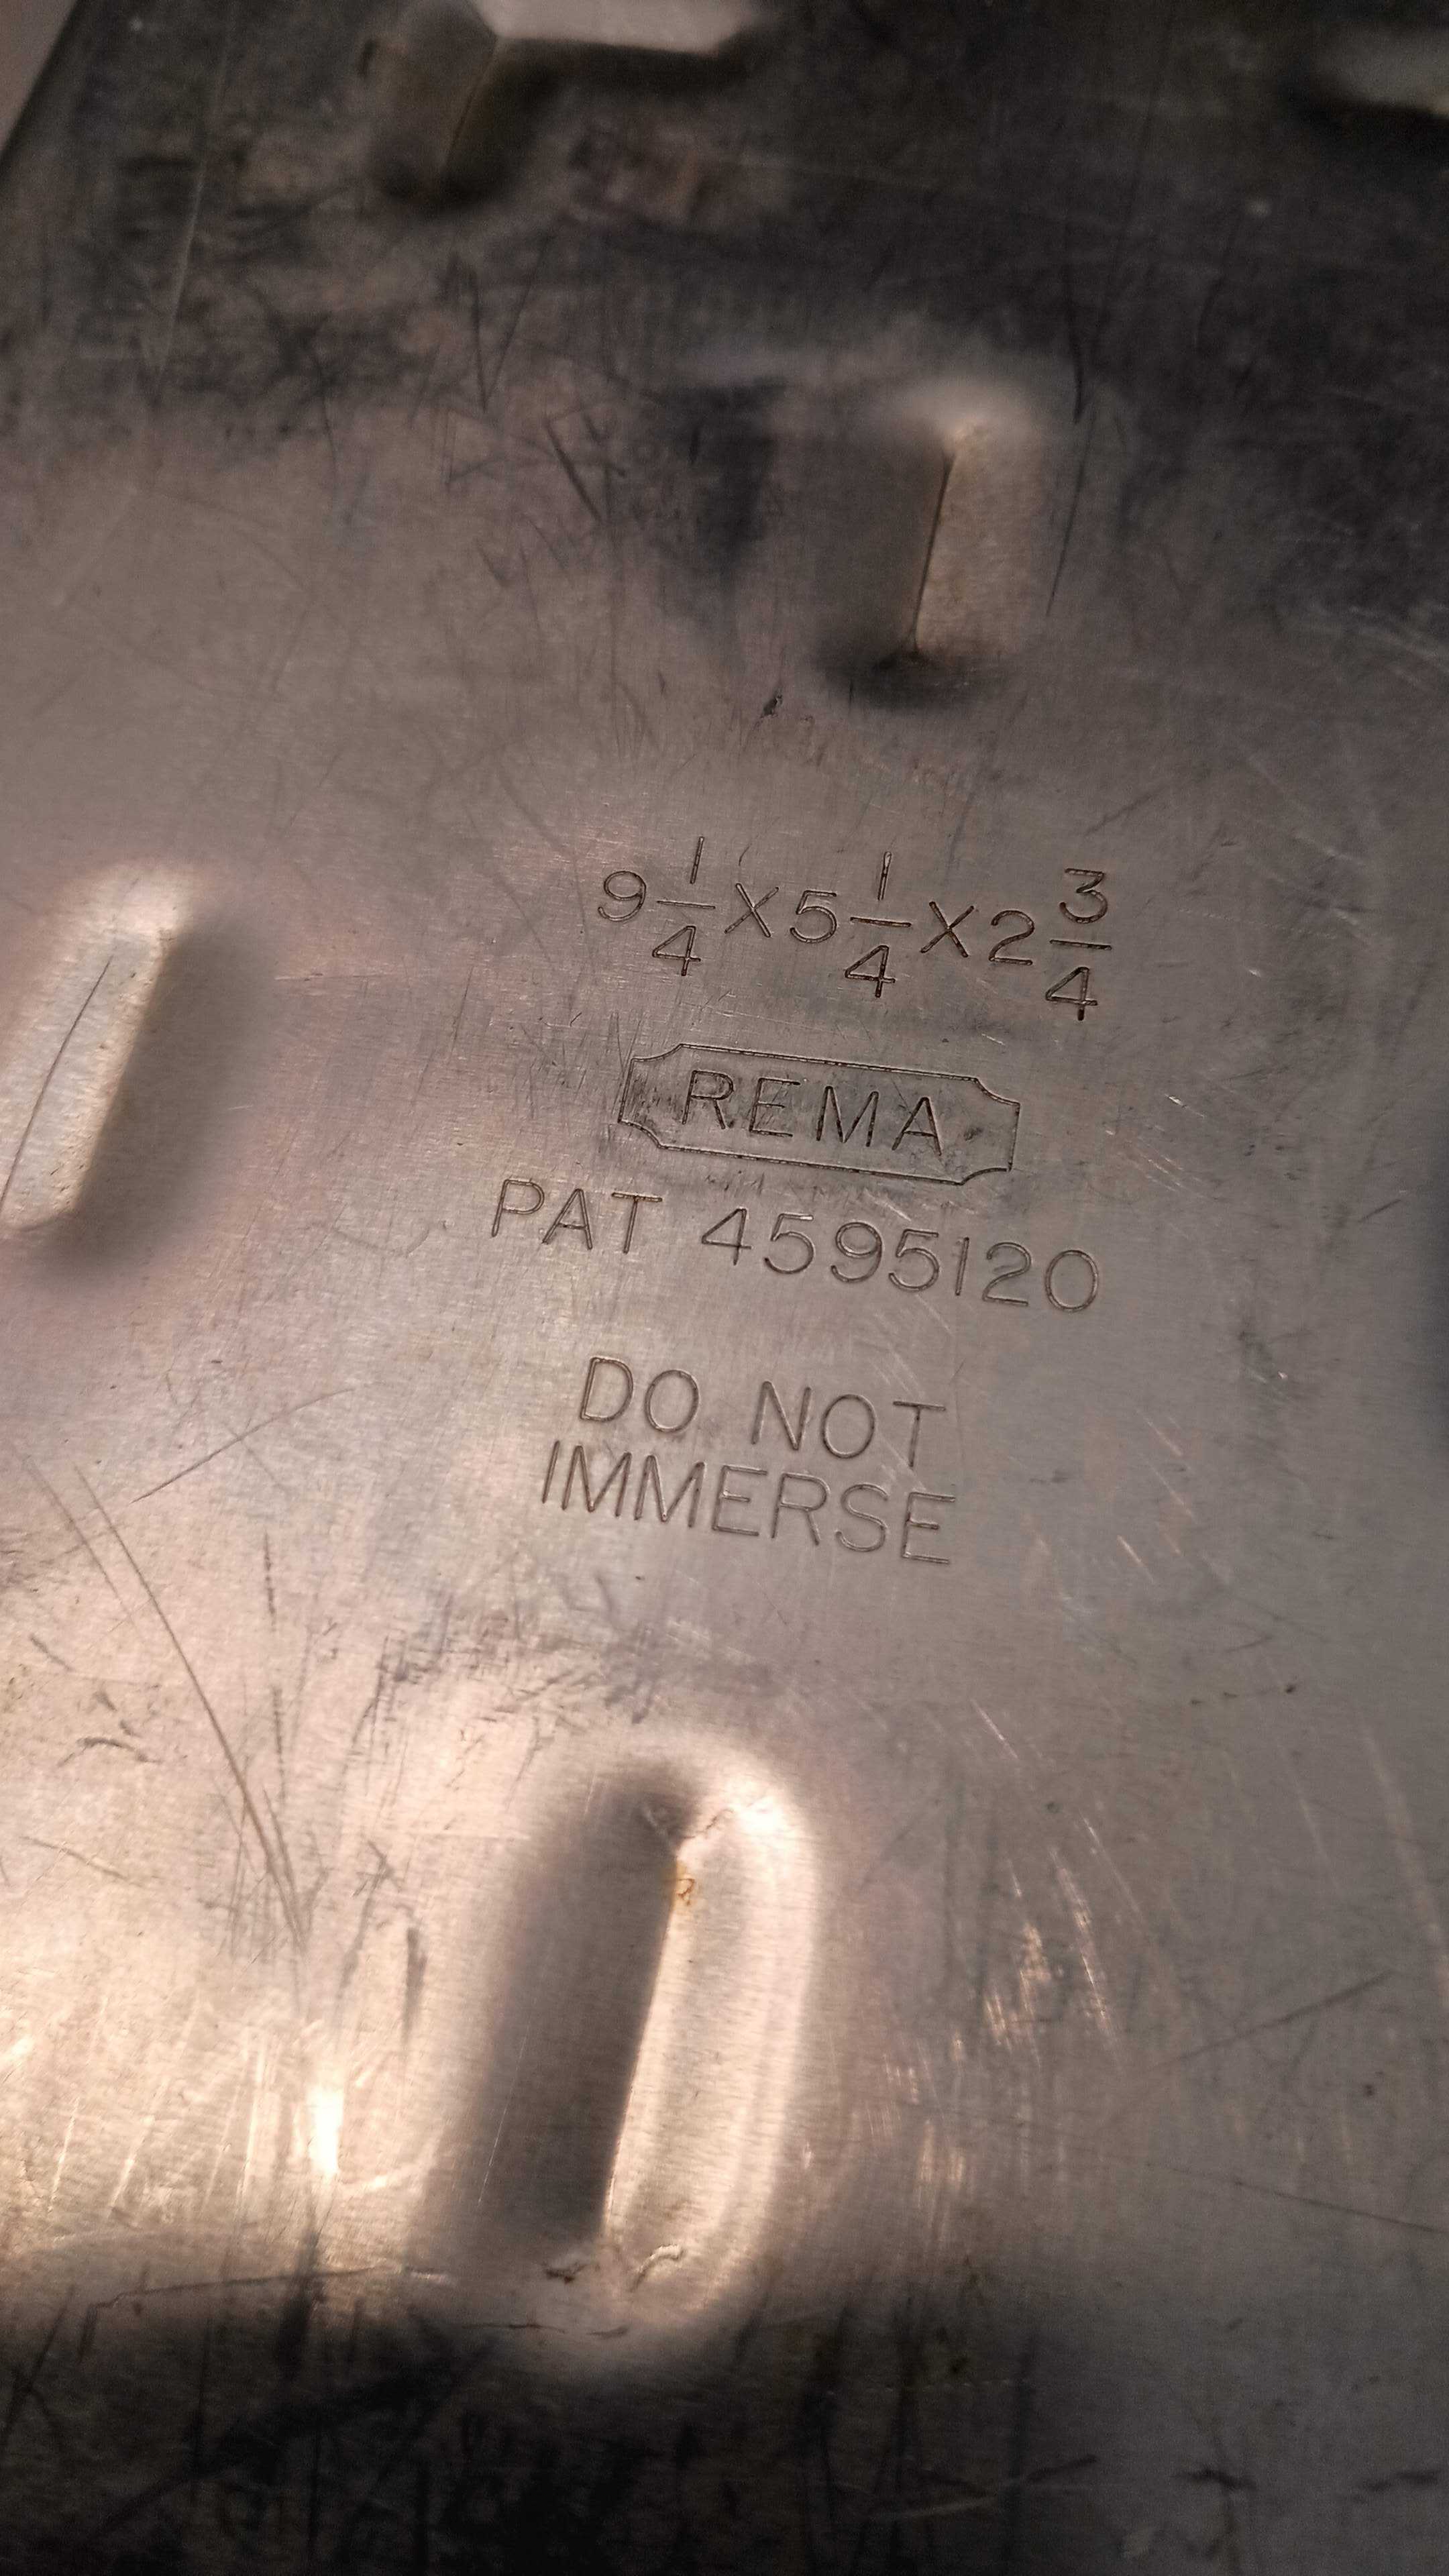 9 1/4 X 5 1/4 X 2 3/4
REMA
PAT 4595120
DO NOT
IMMERSE